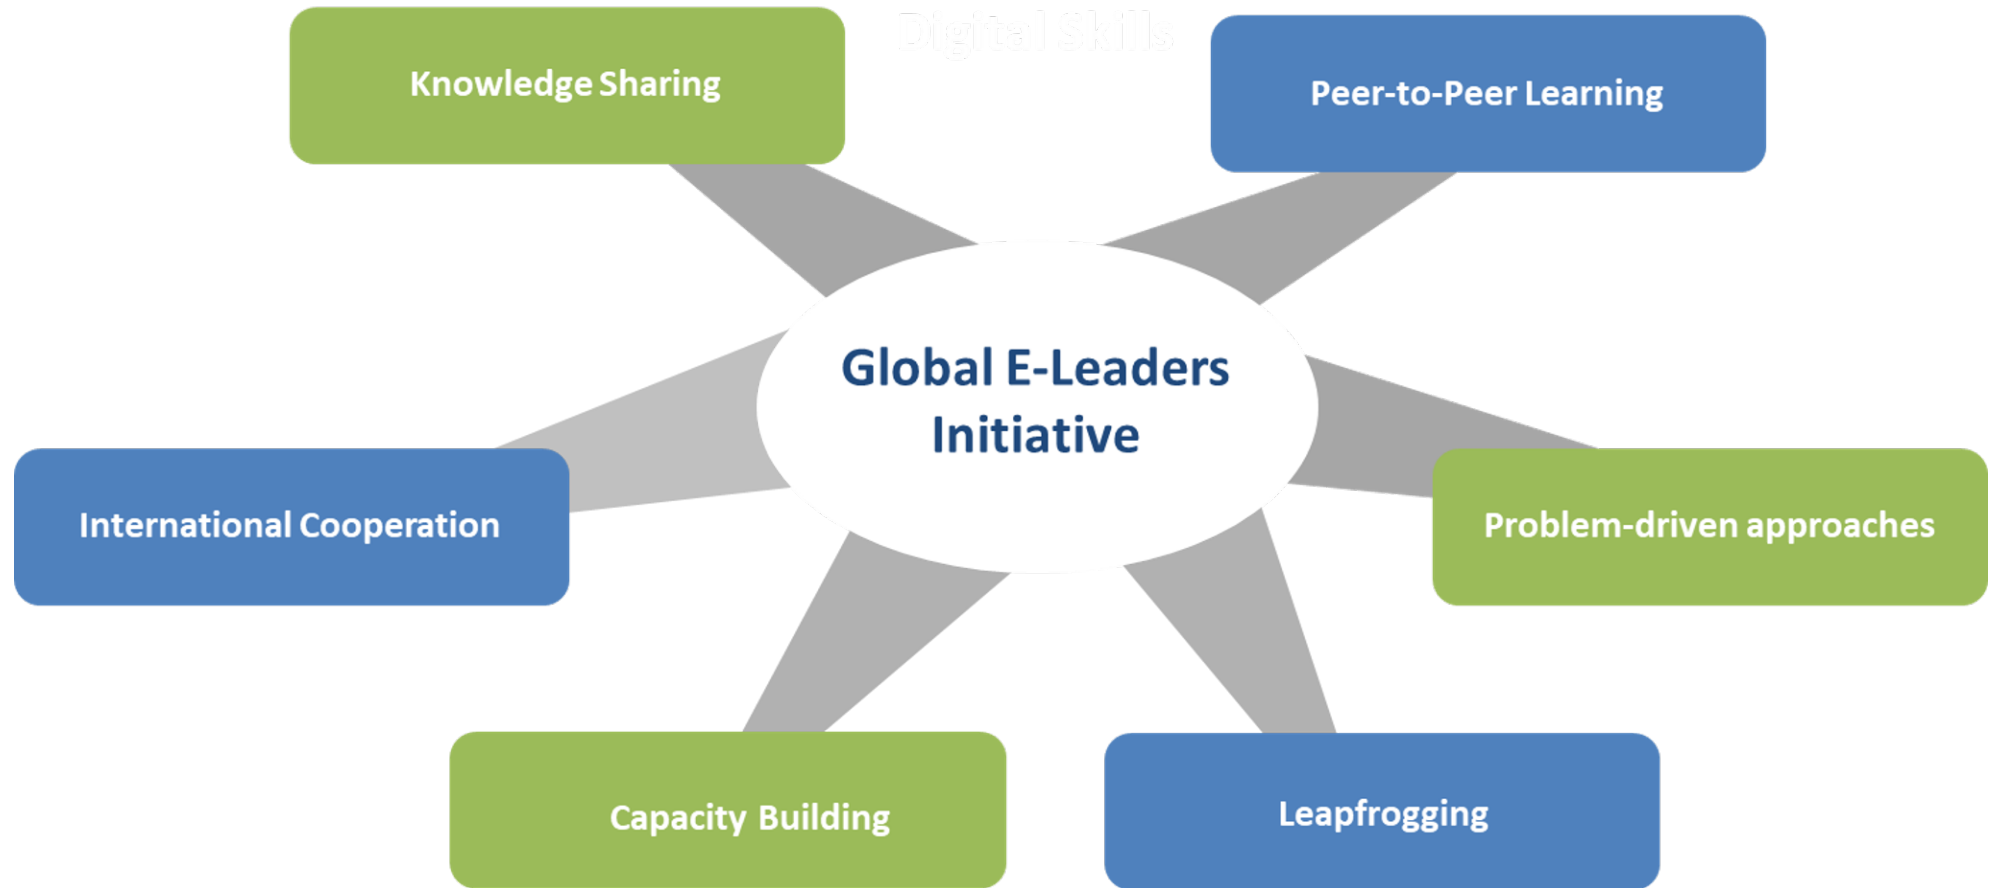 Digital Skills
Knowledge Sharing
Peer-to-Peer Learning
Global E-Leaders
Initiative
International Cooperation
Problem-driven approaches
Capacity Building
Leapfrogging